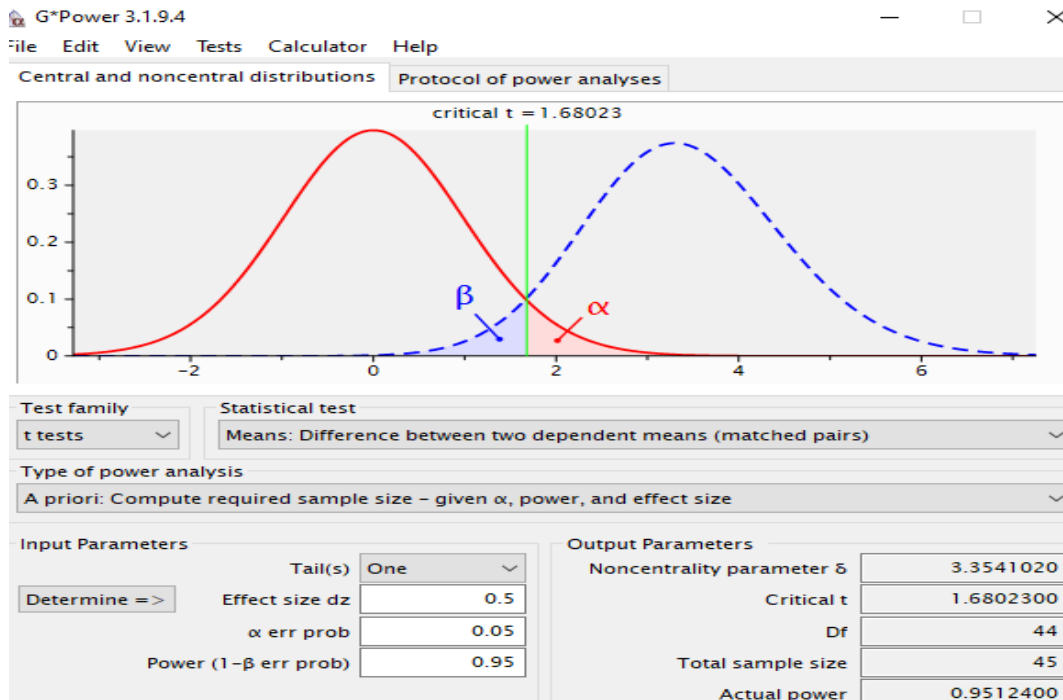 G*Power 3.1.9.4
File Edit View Tests Calculator Help
Central and noncentral distributions Protocol of power analyses
critical t = 1.68023
0.3
0.2
0.1
0
β α
-2 0 2 4 6
Test family Statistical test
t tests Means: Difference between two dependent means (matched pairs)
Type of power analysis
A priori: Compute required sample size - given α, power, and effect size
Input Parameters Output Parameters
Tail(s) One Noncentrality parameter δ 3.3541020
Determine => Effect size dz 0.5 Critical t 1.6802300
α err prob 0.05 Df 44
Power (1-β err prob) 0.95 Total sample size 45
Actual power 0.9512400